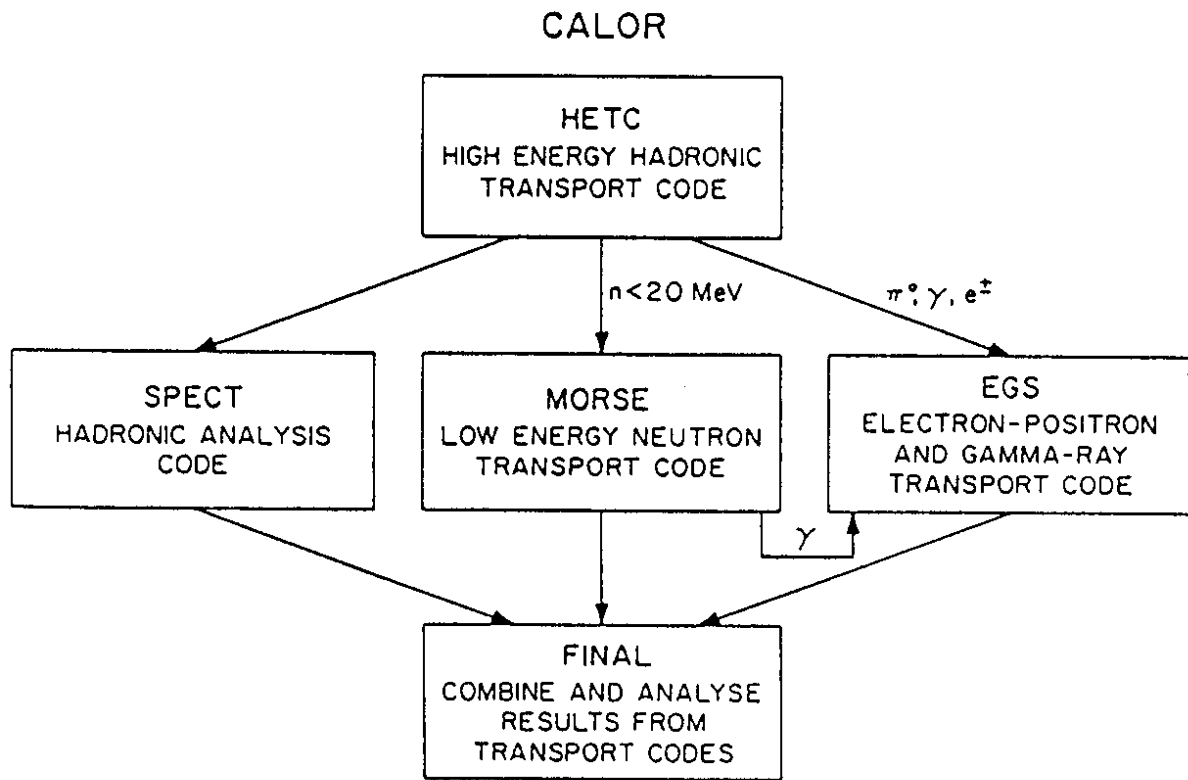 CALOR
HETC
HIGH ENERGY HADRONIC
TRANSPORT CODE
n<20 MeV
π°, γ, e±
SPECT
HADRONIC ANALYSIS
CODE
MORSE
LOW ENERGY NEUTRON
TRANSPORT CODE
EGS
ELECTRON-POSITRON
AND GAMMA-RAY
TRANSPORT CODE
γ
FINAL
COMBINE AND ANALYSE
RESULTS FROM
TRANSPORT CODES